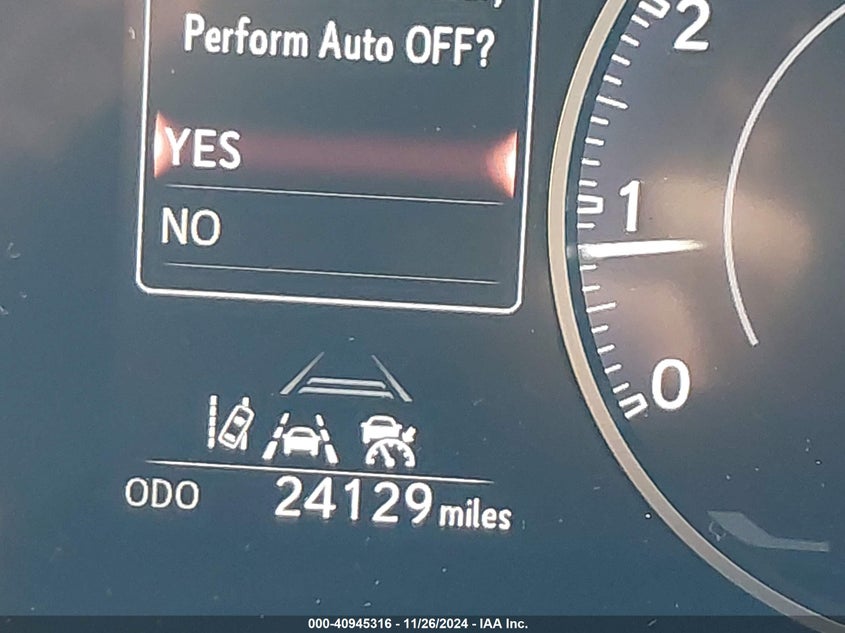 Perform Auto OFF?
YES
NO
2
1
0
ODO 24129 miles
000-40945316 - 11/26/2024 - IAA Inc.